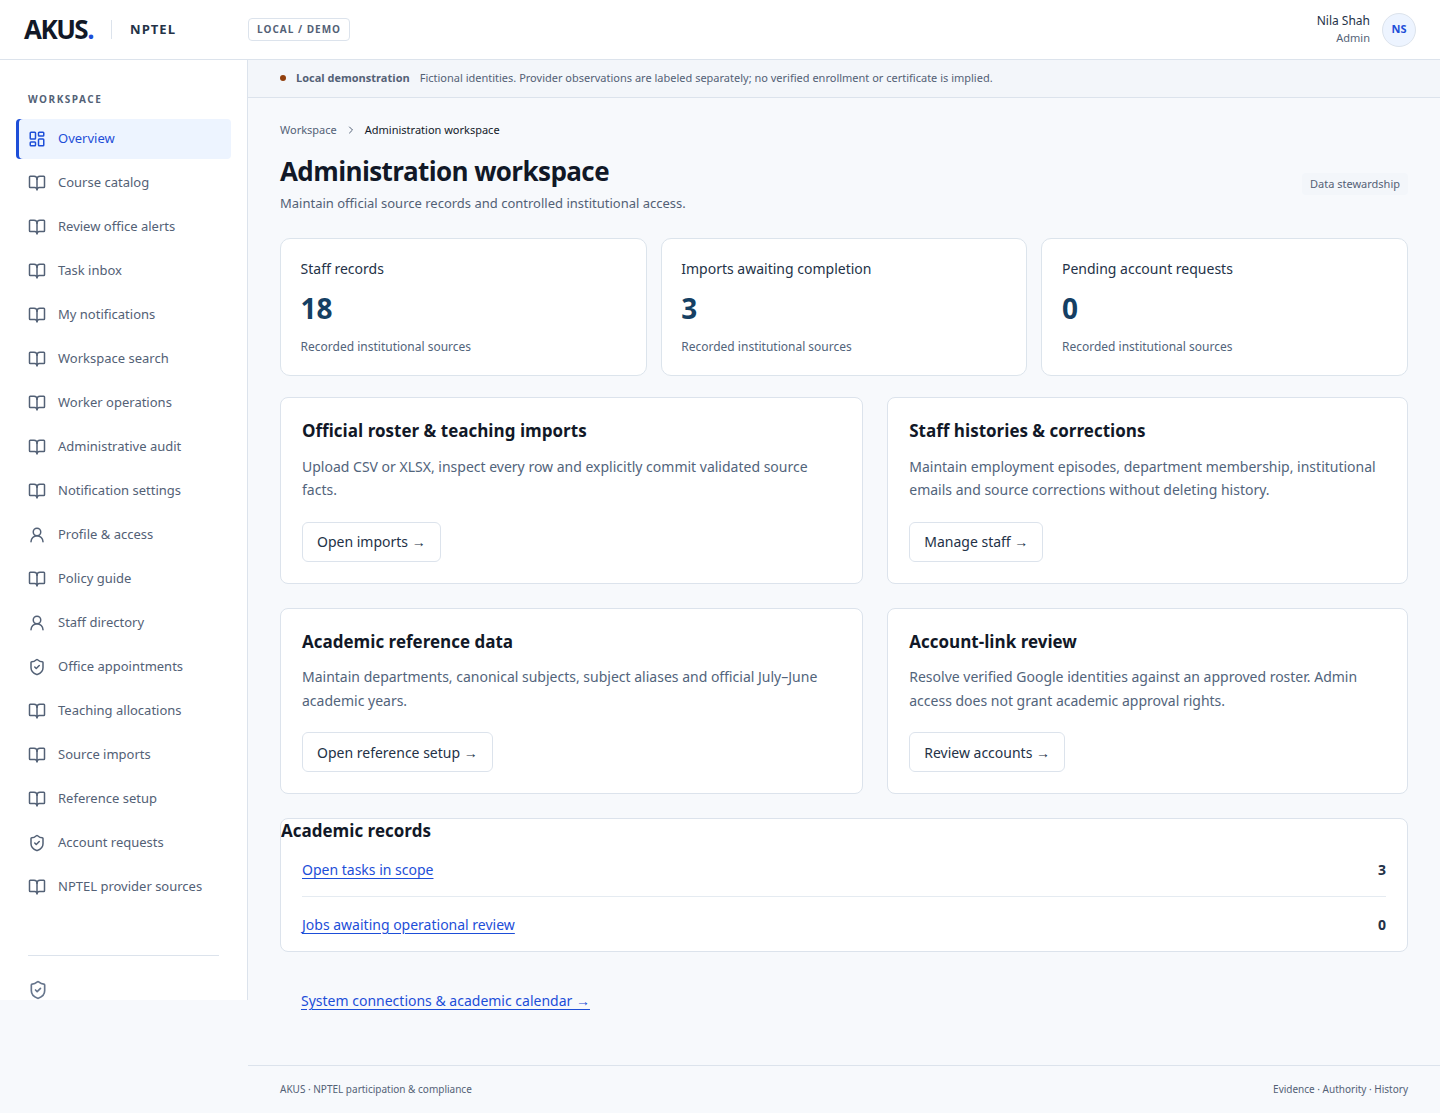 AKUS.
NPTEL
LOCAL / DEMO
Nila Shah
Admin
NS
WORKSPACE
Overview
Course catalog
Review office alerts
Task inbox
My notifications
Workspace search
Worker operations
Administrative audit
Notification settings
Profile & access
Policy guide
Staff directory
Office appointments
Teaching allocations
Source imports
Reference setup
Account requests
NPTEL provider sources
Local demonstration Fictional identities. Provider observations are labeled separately; no verified enrollment or certificate is implied.
Workspace > Administration workspace
Administration workspace
Maintain official source records and controlled institutional access.
Data stewardship
Staff records
18
Recorded institutional sources
Imports awaiting completion
3
Recorded institutional sources
Pending account requests
0
Recorded institutional sources
Official roster & teaching imports
Upload CSV or XLSX, inspect every row and explicitly commit validated source
facts.
Open imports →
Staff histories & corrections
Maintain employment episodes, department membership, institutional
emails and source corrections without deleting history.
Manage staff →
Academic reference data
Maintain departments, canonical subjects, subject aliases and official July–June
academic years.
Open reference setup →
Account-link review
Resolve verified Google identities against an approved roster. Admin
access does not grant academic approval rights.
Review accounts →
Academic records
Open tasks in scope 3
Jobs awaiting operational review 0
System connections & academic calendar →
AKUS · NPTEL participation & compliance
Evidence · Authority · History